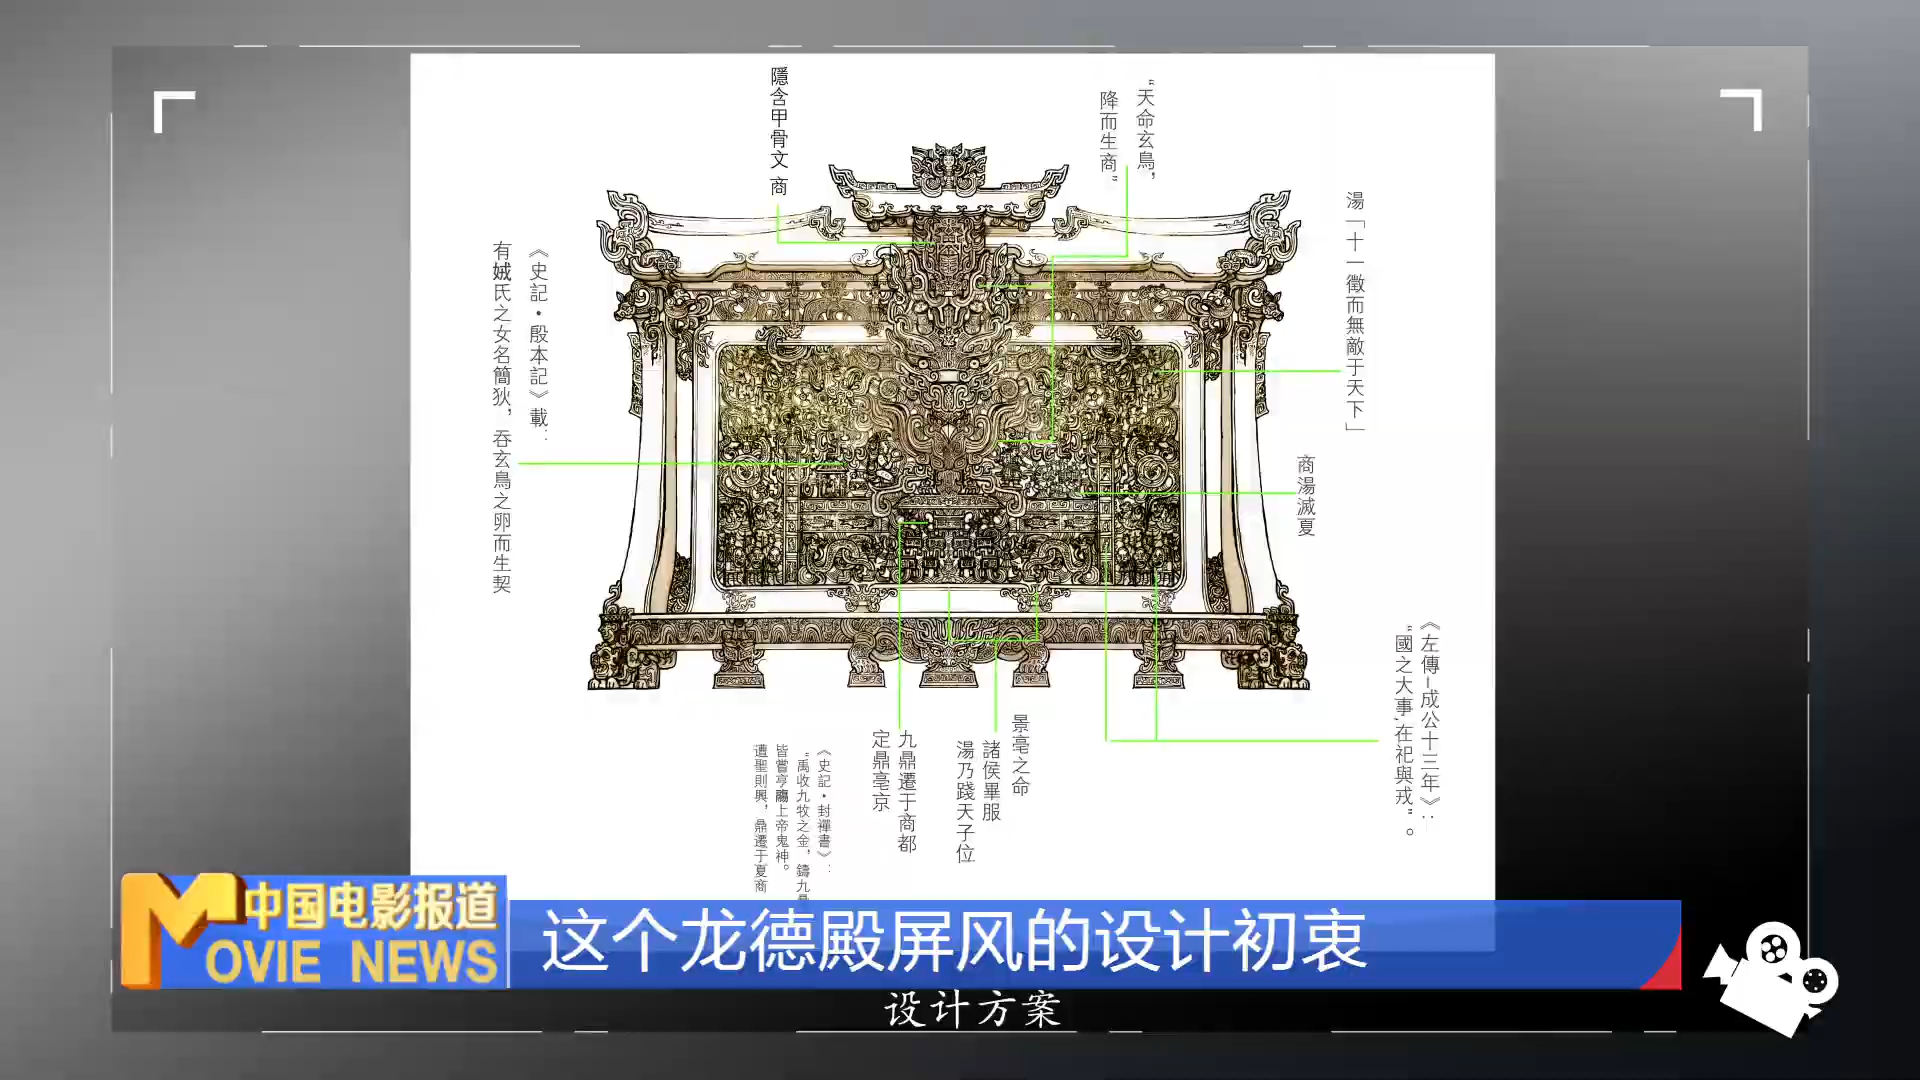 隱含甲骨文 商
“天命玄鳥，
降而生商”
湯「十一徵而無敵于天下」
《史記·殷本記》載：
有娀氏之女名簡狄，吞玄鳥之卵而生契
商湯滅夏
《左傳-成公十三年》：
“國之大事,在祀與戎”。
景亳之命
諸侯畢服
湯乃踐天子位
九鼎遷于商都
定鼎亳京
《史記·封禪書》：
“禹收九牧之金，鑄九
皆嘗亨鬺上帝鬼神。
遭聖則興，鼎遷于夏商
中国电影报道
MOVIE NEWS
这个龙德殿屏风的设计初衷
设计方案